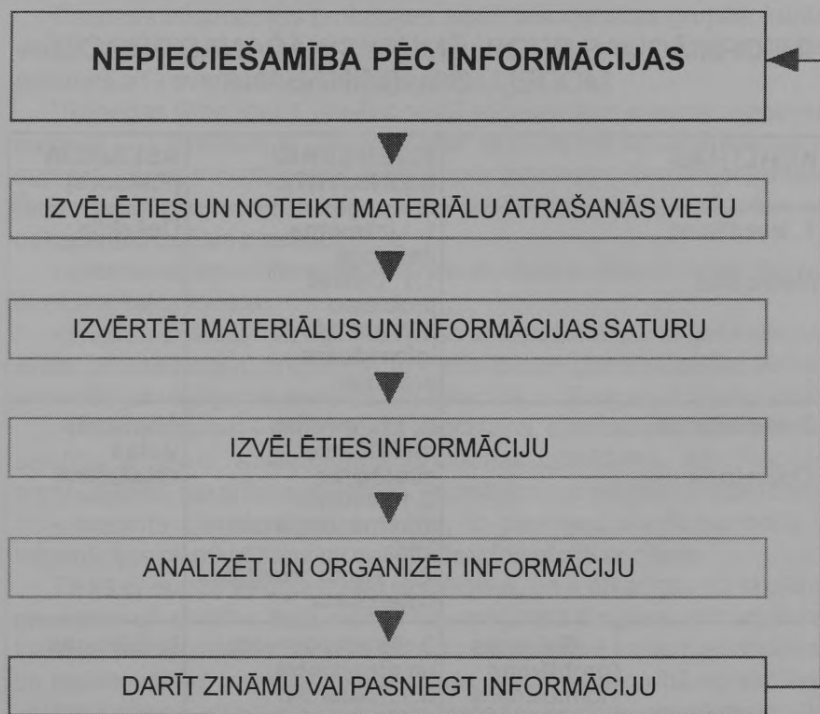 NEPIECIEŠAMĪBA PĒC INFORMĀCIJAS
IZVĒLĒTIES UN NOTEIKT MATERIĀLU ATRAŠANĀS VIETU
IZVĒRTĒT MATERIĀLUS UN INFORMĀCIJAS SATURU
IZVĒLĒTIES INFORMĀCIJU
ANALĪZĒT UN ORGANIZĒT INFORMĀCIJU
DARĪT ZINĀMU VAI PASNIEGT INFORMĀCIJU